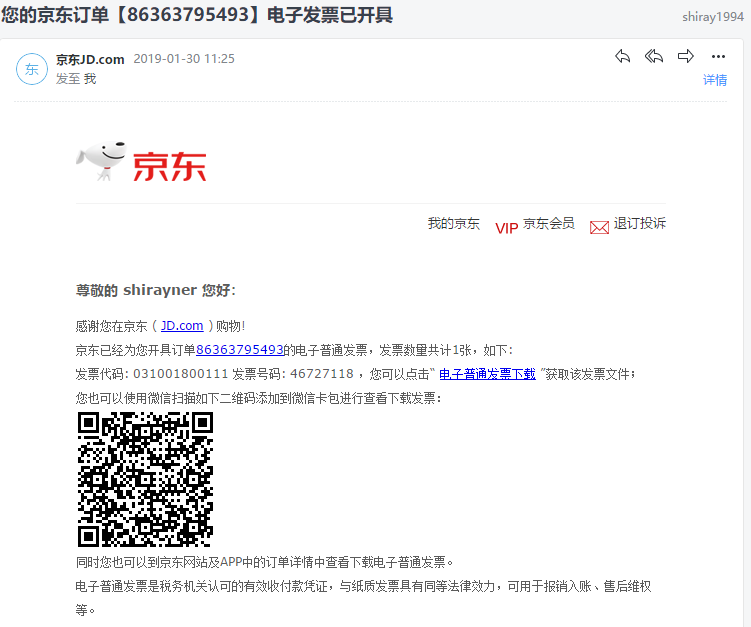 您的京东订单【86363795493】电子发票已开具
shiray1994
东
京东JD.com 2019-01-30 11:25
发至 我
详情
京东
我的京东 VIP 京东会员 退订投诉
尊敬的 shirayner 您好：
感谢您在京东（JD.com）购物！
京东已经为您开具订单86363795493的电子普通发票，发票数量共计1张，如下：
发票代码：031001800111 发票号码：46727118 ，您可以点击“ 电子普通发票下载 ”获取该发票文件；
您也可以使用微信扫描如下二维码添加到微信卡包进行查看下载发票：
同时您也可以到京东网站及APP中的订单详情中查看下载电子普通发票。
电子普通发票是税务机关认可的有效收付款凭证，与纸质发票具有同等法律效力，可用于报销入账、售后维权
等。